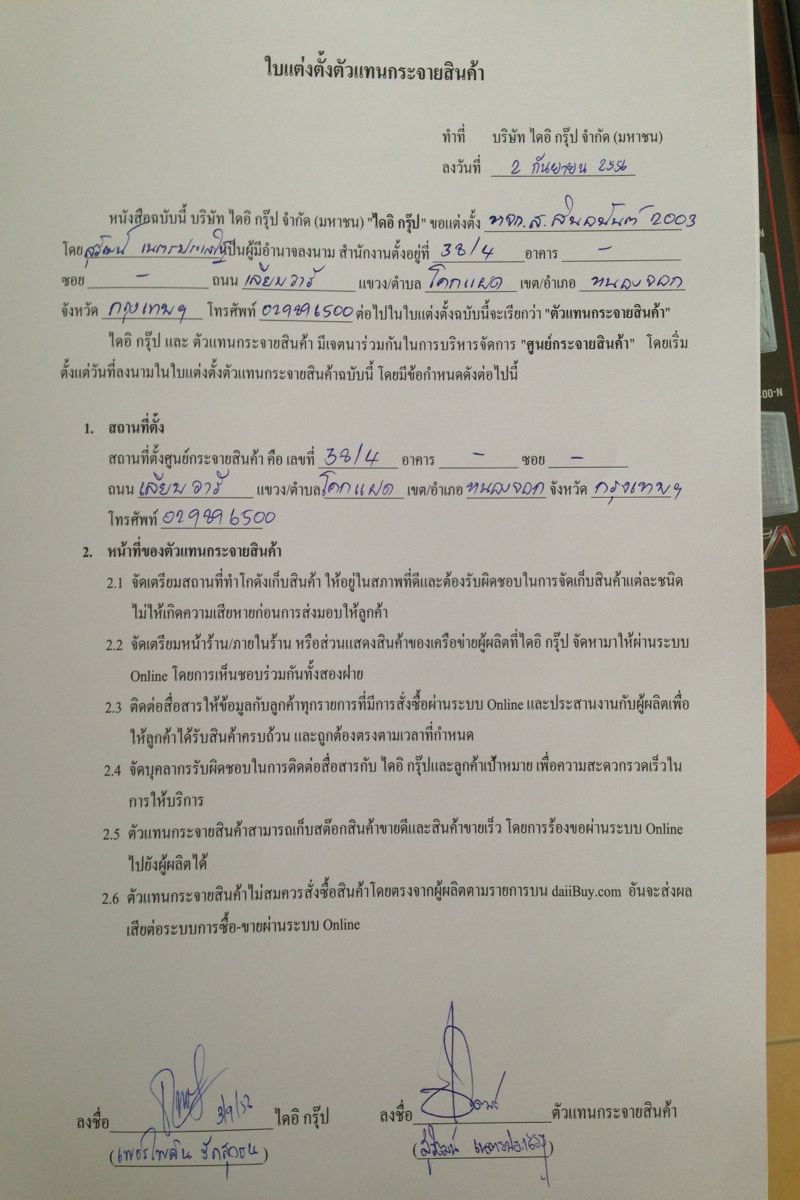 ใบแต่งตั้งตัวแทนกระจายสินค้า
ทำที่ บริษัท ไดอิ กรุ๊ป จำกัด (มหาชน)
ลงวันที่ 2 กันยายน 2556
หนังสือฉบับนี้ บริษัท ไดอิ กรุ๊ป จำกัด (มหาชน) "ไดอิ กรุ๊ป" ขอแต่งตั้ง หจก.ส. 2003
โดย สุวัฒน์ เป็นผู้มีอำนาจลงนาม สำนักงานตั้งอยู่ที่ 38/4 อาคาร –
ซอย – ถนน เลียบวารี แขวง/ตำบล โคกแฝด เขต/อำเภอ หนองจอก
จังหวัด กรุงเทพฯ โทรศัพท์ 029896500 ต่อไปในใบแต่งตั้งฉบับนี้จะเรียกว่า "ตัวแทนกระจายสินค้า"
ไดอิ กรุ๊ป และ ตัวแทนกระจายสินค้า มีเจตนาร่วมกันในการบริหารจัดการ "ศูนย์กระจายสินค้า" โดยเริ่ม
ตั้งแต่วันที่ลงนามในใบแต่งตั้งตัวแทนกระจายสินค้าฉบับนี้ โดยมีข้อกำหนดดังต่อไปนี้
1. สถานที่ตั้ง
สถานที่ตั้งศูนย์กระจายสินค้า คือ เลขที่ 38/4 อาคาร – ซอย –
ถนน เลียบวารี แขวง/ตำบล โคกแฝด เขต/อำเภอ หนองจอก จังหวัด กรุงเทพฯ
โทรศัพท์ 029896500
2. หน้าที่ของตัวแทนกระจายสินค้า
2.1 จัดเตรียมสถานที่ทำโกดังเก็บสินค้า ให้อยู่ในสภาพที่ดีและต้องรับผิดชอบในการจัดเก็บสินค้าแต่ละชนิด
ไม่ให้เกิดความเสียหายก่อนการส่งมอบให้ลูกค้า
2.2 จัดเตรียมหน้าร้าน/ภายในร้าน หรือส่วนแสดงสินค้าของเครือข่ายผู้ผลิตที่ไดอิ กรุ๊ป จัดหามาให้ผ่านระบบ
Online โดยการเห็นชอบร่วมกันทั้งสองฝ่าย
2.3 ติดต่อสื่อสารให้ข้อมูลกับลูกค้าทุกรายการที่มีการสั่งซื้อผ่านระบบ Online และประสานงานกับผู้ผลิตเพื่อ
ให้ลูกค้าได้รับสินค้าครบถ้วน และถูกต้องตรงตามเวลาที่กำหนด
2.4 จัดบุคลากรรับผิดชอบในการติดต่อสื่อสารกับ ไดอิ กรุ๊ปและลูกค้าเป้าหมาย เพื่อความสะดวกรวดเร็วใน
การให้บริการ
2.5 ตัวแทนกระจายสินค้าสามารถเก็บสต๊อกสินค้าขายดีและสินค้าขายเร็ว โดยการร้องขอผ่านระบบ Online
ไปยังผู้ผลิตได้
2.6 ตัวแทนกระจายสินค้าไม่สมควรสั่งซื้อสินค้าโดยตรงจากผู้ผลิตตามรายการบน daiiBuy.com อันจะส่งผล
เสียต่อระบบการซื้อ-ขายผ่านระบบ Online
ลงชื่อ 3/9/56 ไดอิ กรุ๊ป ลงชื่อ ตัวแทนกระจายสินค้า
(เพชรไพลิน) (สุวัฒน์)